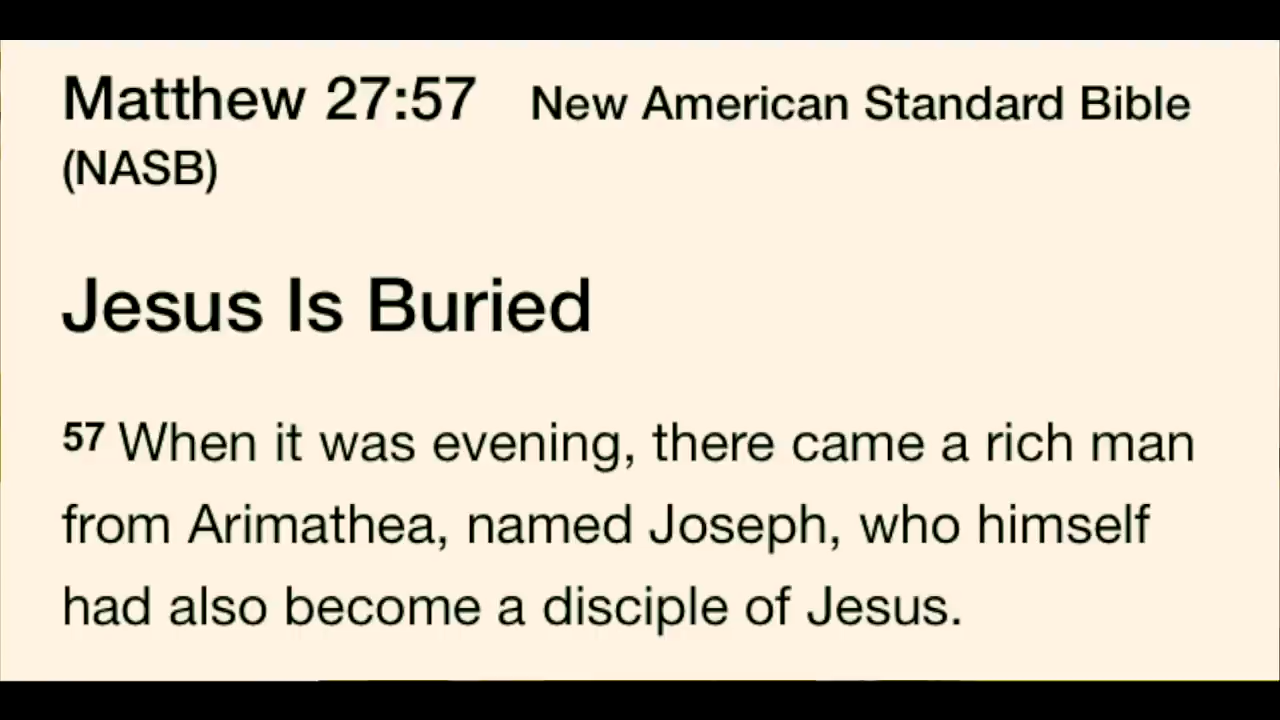 Matthew 27:57 New American Standard Bible
(NASB)
Jesus Is Buried
57 When it was evening, there came a rich man
from Arimathea, named Joseph, who himself
had also become a disciple of Jesus.